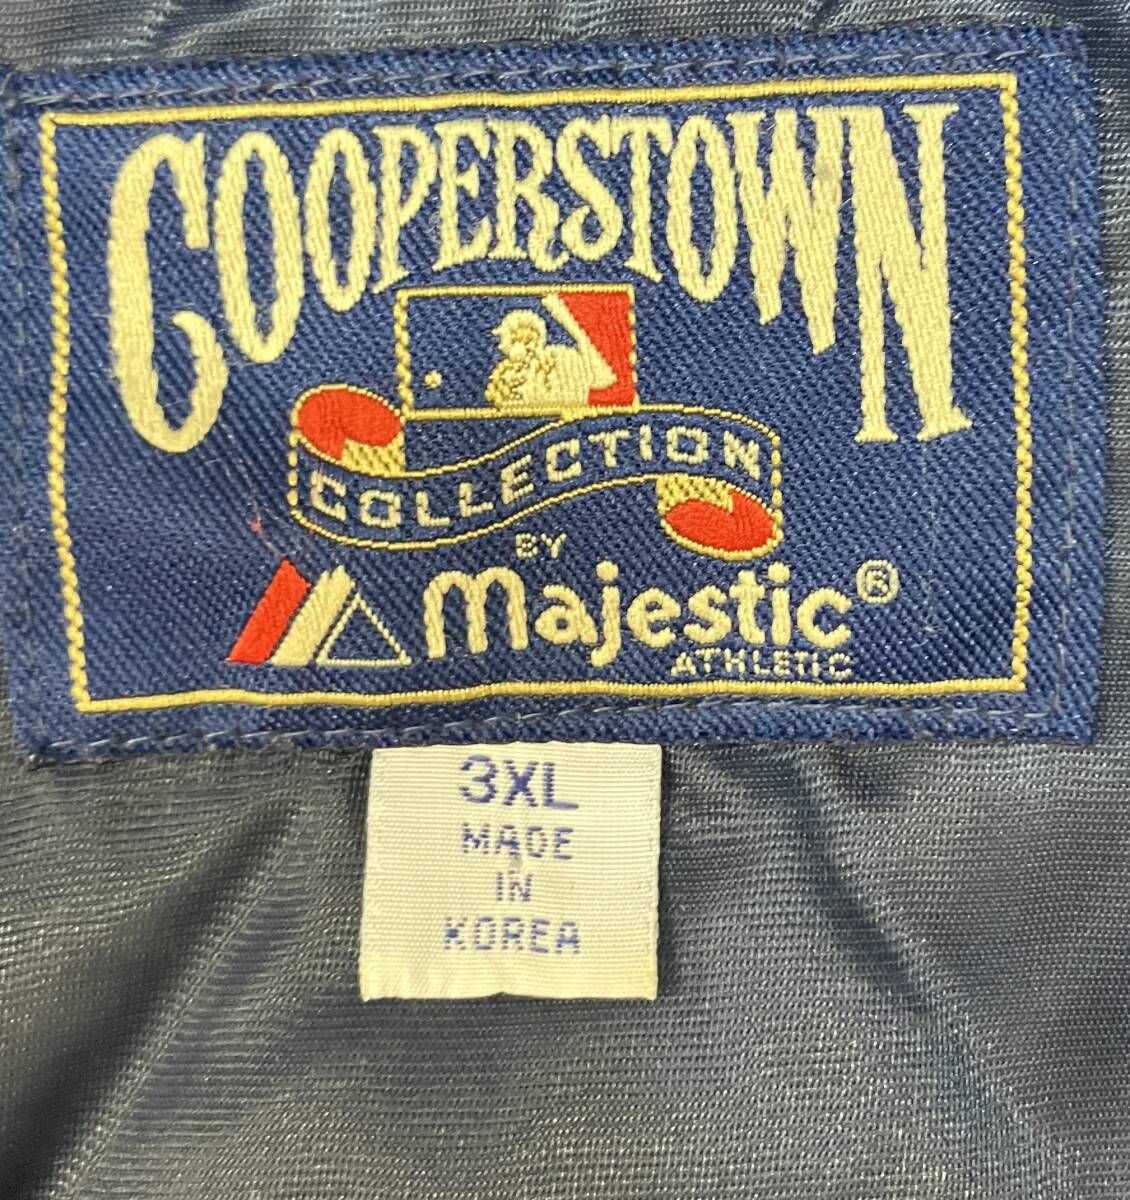 COOPERSTOWN
COLLECTION
BY
Majestic®
ATHLETIC
3XL
MADE
IN
KOREA